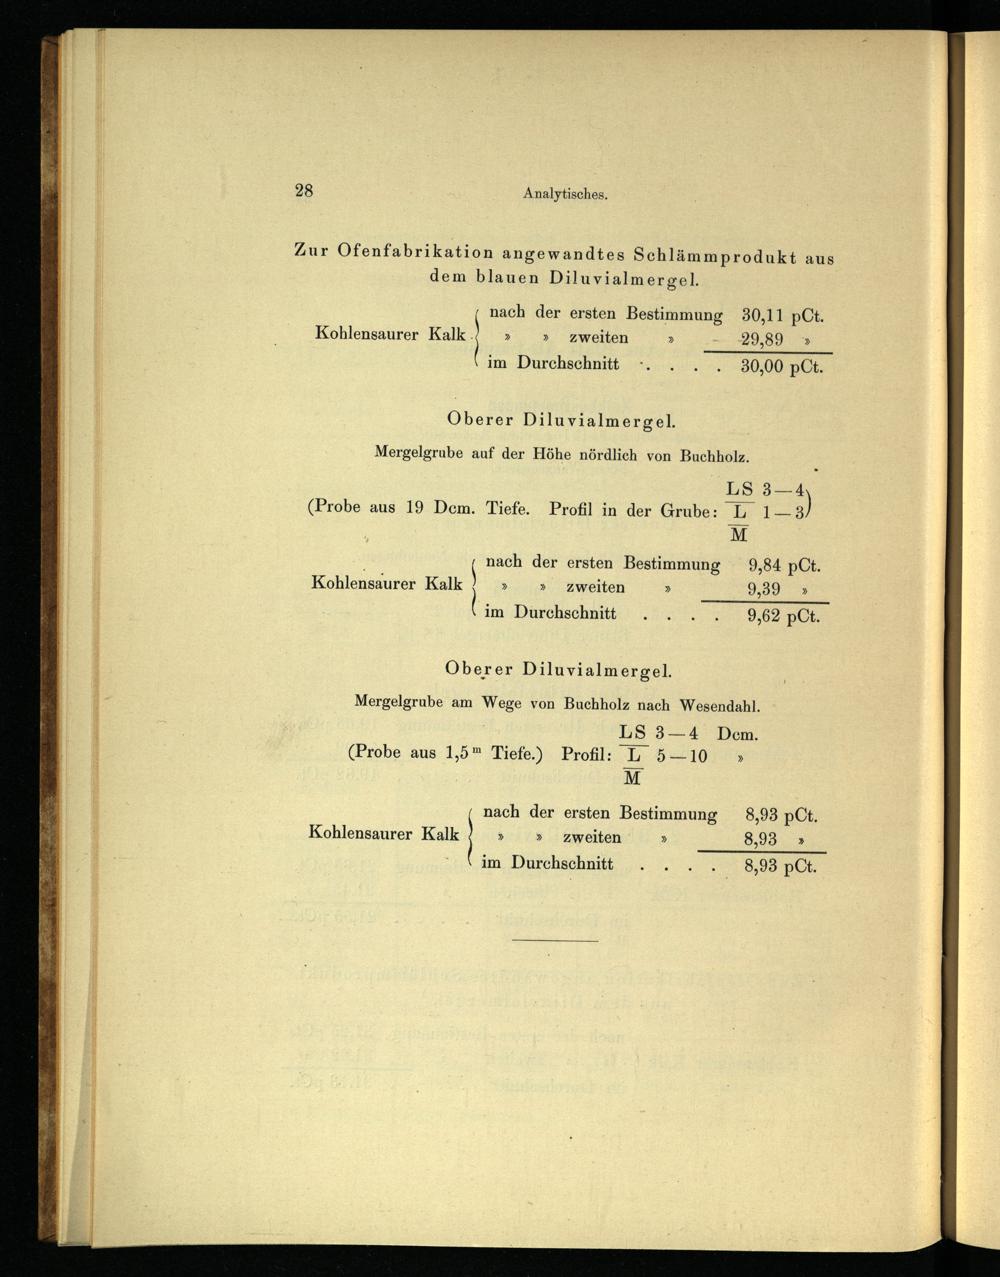 28 Analytisches.
Zur Ofenfabrikation angewandtes Schlämmprodukt aus
dem blauen Diluvialmergel.
nach der ersten Bestimmung 30,11 pCt.
Kohlensaurer Kalk { » » zweiten » 29,89 »
im Durchschnitt . . . . 30,00 pCt.
Oberer Diluvialmergel.
Mergelgrube auf der Höhe nördlich von Buchholz.
LS 3—4
(Probe aus 19 Dcm. Tiefe. Profil in der Grube: L 1—3)
M
nach der ersten Bestimmung 9,84 pCt.
Kohlensaurer Kalk { » » zweiten » 9,39 »
im Durchschnitt . . . . 9,62 pCt.
Oberer Diluvialmergel.
Mergelgrube am Wege von Buchholz nach Wesendahl.
LS 3—4 Dcm.
(Probe aus 1,5 m Tiefe.) Profil: L 5—10 »
M
nach der ersten Bestimmung 8,93 pCt.
Kohlensaurer Kalk { » » zweiten » 8,93 »
im Durchschnitt . . . . 8,93 pCt.